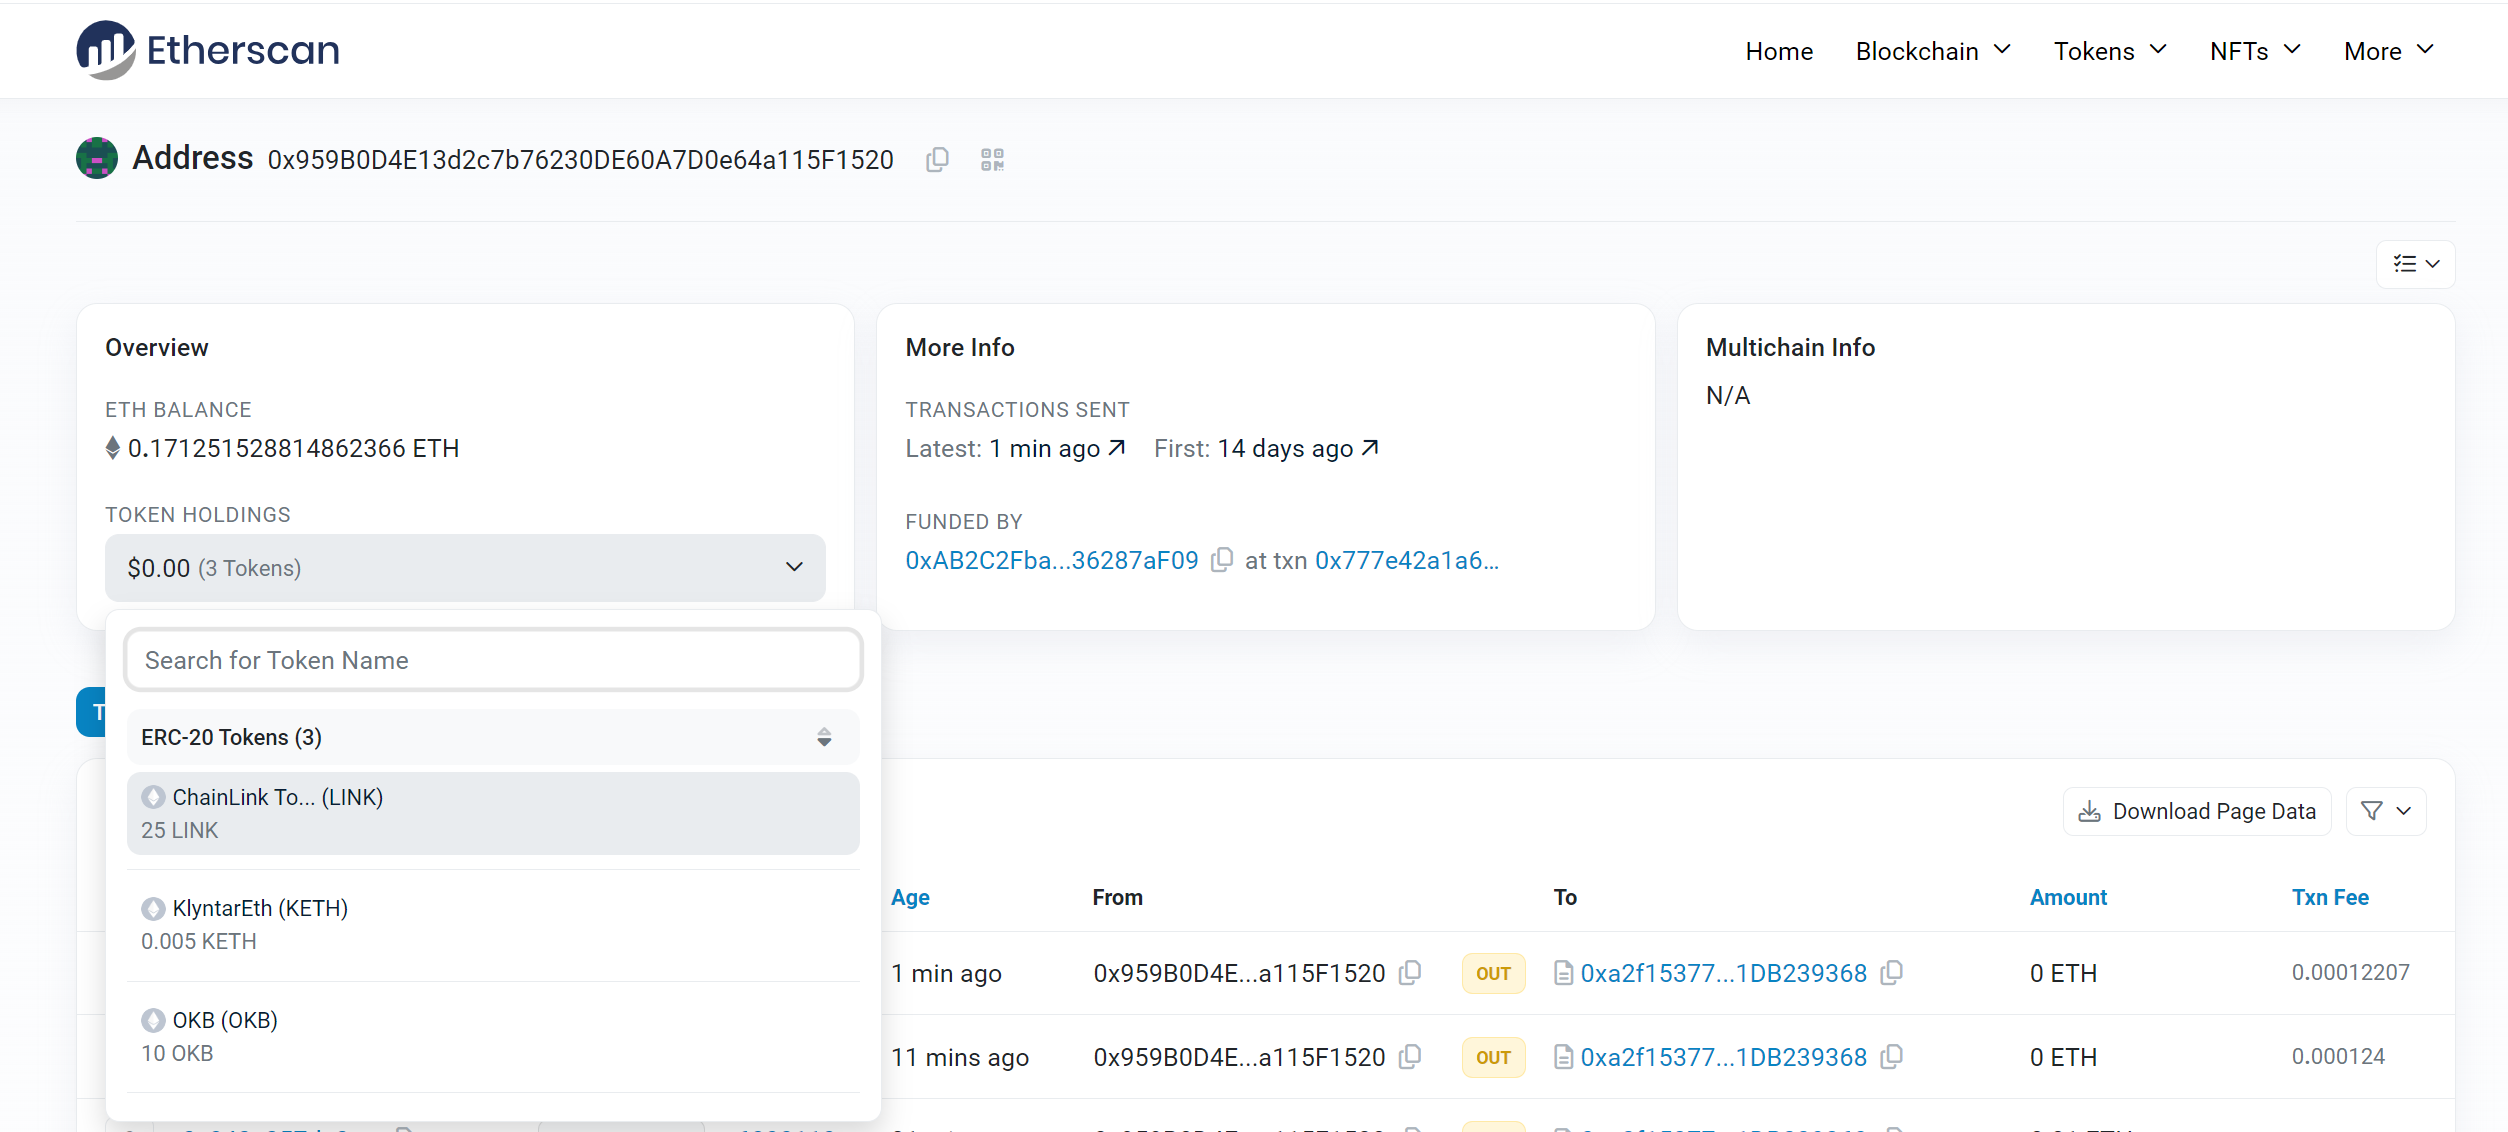 Etherscan
Home Blockchain Tokens NFTs More
Address 0x959B0D4E13d2c7b76230DE60A7D0e64a115F1520
Overview
ETH BALANCE
0.171251528814862366 ETH
TOKEN HOLDINGS
$0.00 (3 Tokens)
More Info
TRANSACTIONS SENT
Latest: 1 min ago First: 14 days ago
FUNDED BY
0xAB2C2Fba...36287aF09 at txn 0x777e42a1a6...
Multichain Info
N/A
Search for Token Name
ERC-20 Tokens (3)
ChainLink To... (LINK)
25 LINK
KlyntarEth (KETH)
0.005 KETH
OKB (OKB)
10 OKB
Download Page Data
Age From To Amount Txn Fee
1 min ago 0x959B0D4E...a115F1520 OUT 0xa2f15377...1DB239368 0 ETH 0.00012207
11 mins ago 0x959B0D4E...a115F1520 OUT 0xa2f15377...1DB239368 0 ETH 0.000124